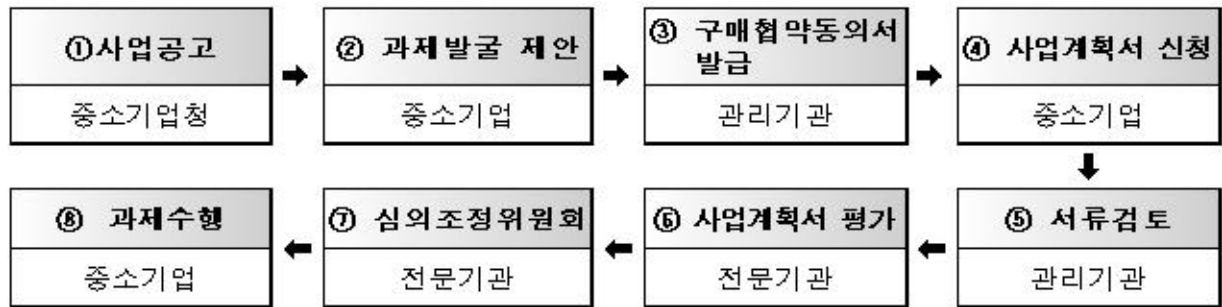 ①사업공고
중소기업청
② 과제발굴 제안
중소기업
③ 구매협약동의서
발급
관리기관
④ 사업계획서 신청
중소기업
⑤ 서류검토
관리기관
⑥ 사업계획서 평가
전문기관
⑦ 심의조정위원회
전문기관
⑧ 과제수행
중소기업